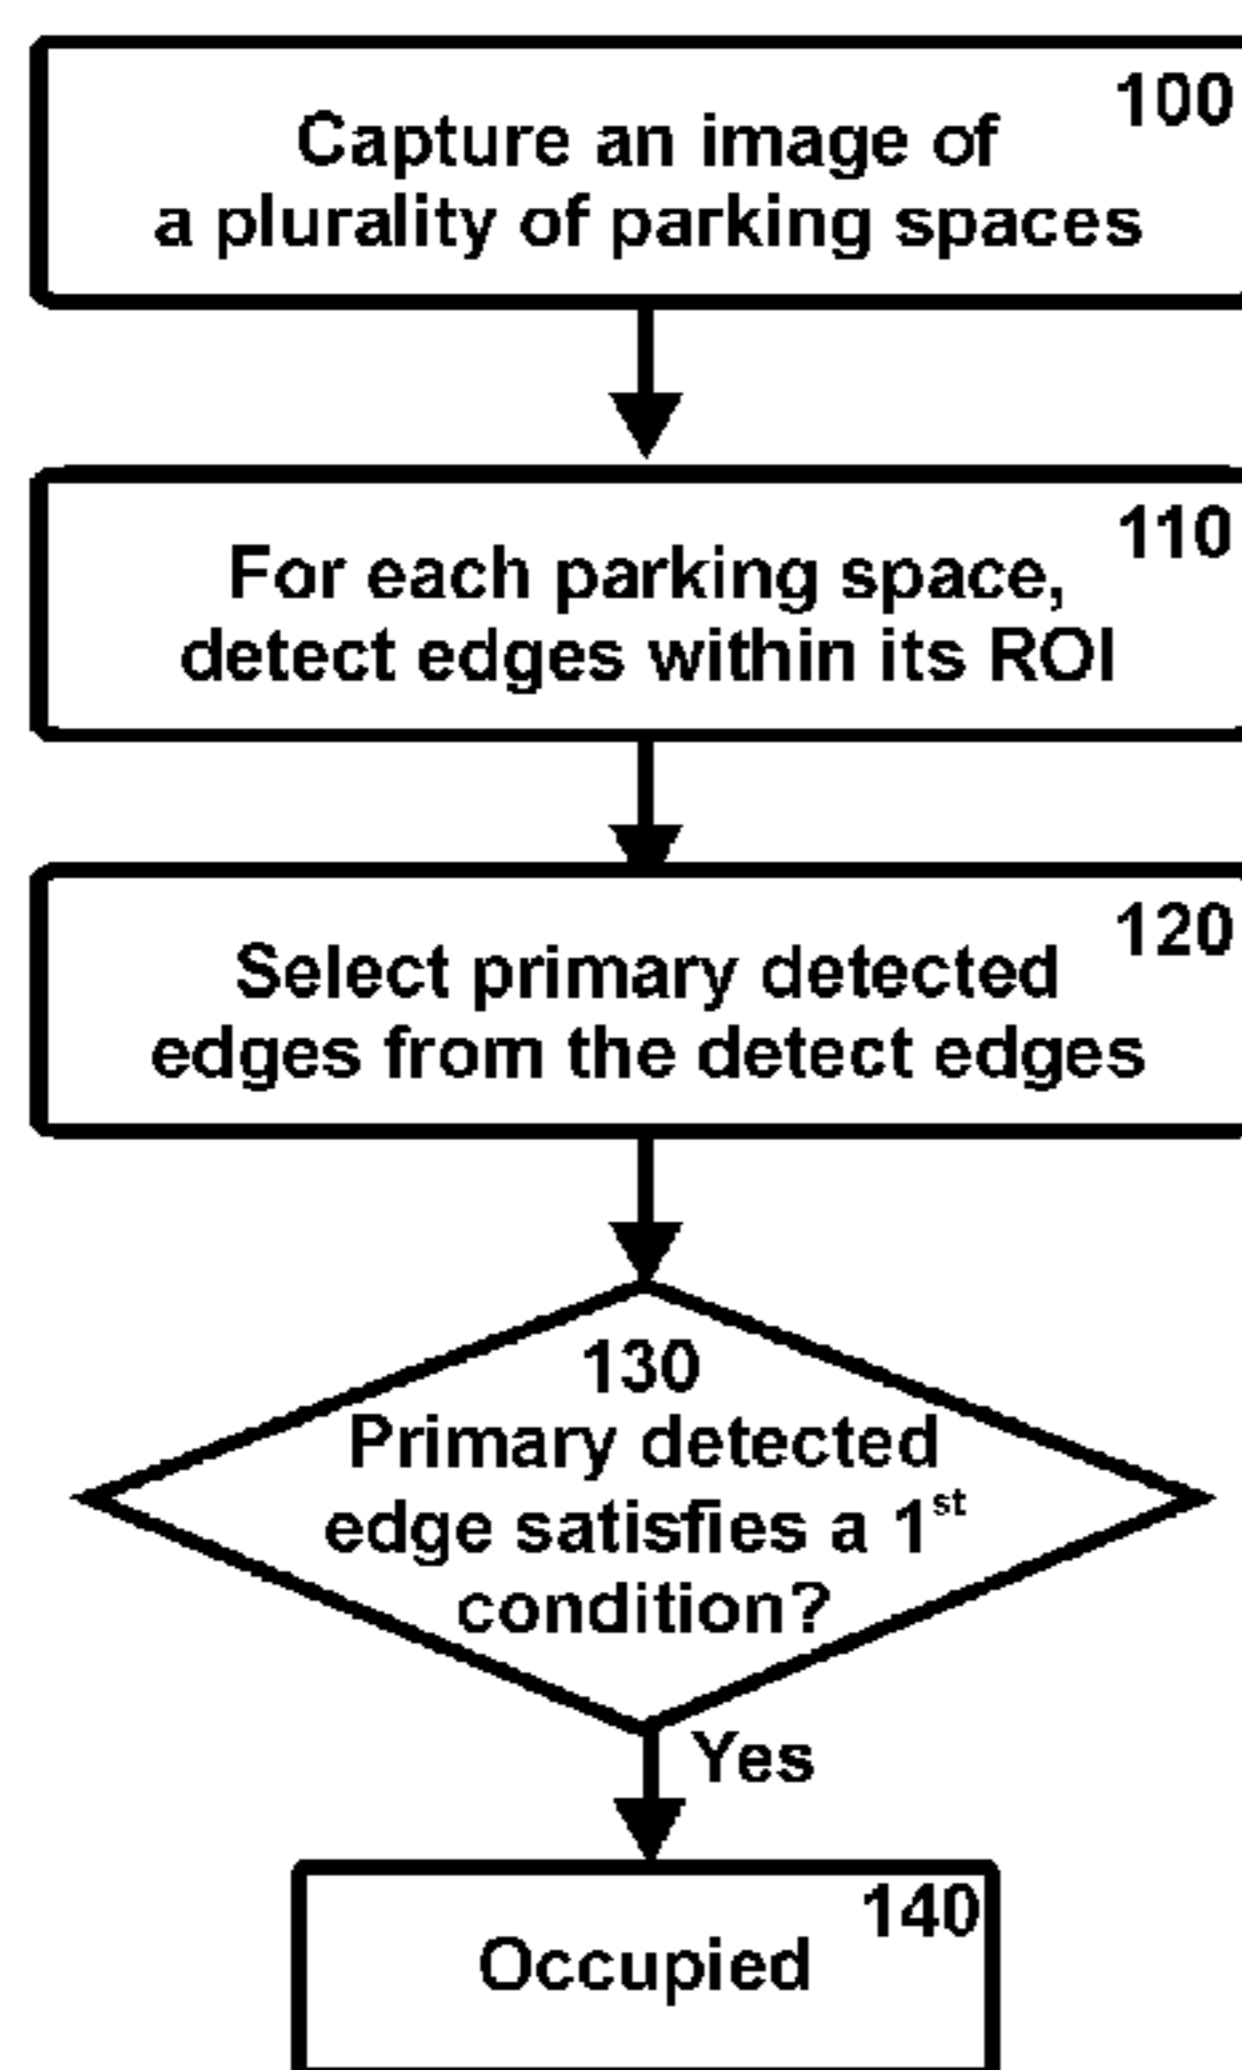 100
Capture an image of
a plurality of parking spaces
110
For each parking space,
detect edges within its ROI
120
Select primary detected
edges from the detect edges
130
Primary detected
edge satisfies a 1st
condition?
Yes
140
Occupied